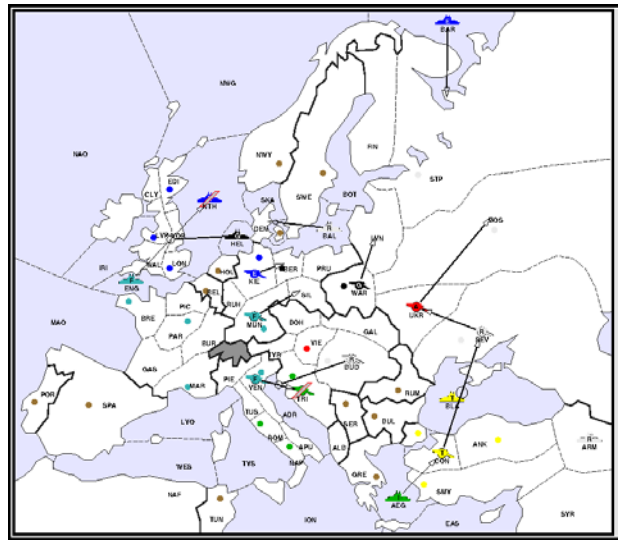 BAR
NWG
NAO
FIN
NWY
STP
EDI
CLY
SWE
BOT
SKA
NTH
MOS
DEN
LVP
YOR
R
BAL
LVN
HEL
WAL
LON
HOL
KIE
BER
PRU
IRI
WAR
ENG
BEL
RUH
SIL
UKR
PIC
MUN
BRE
BOH
GAL
R
SEV
MAO
PAR
BUR
VIE
TYR
R
BUD
GAS
PIE
VEN
MAR
TRI
RUM
BLA
POR
SPA
TUS
ADR
SER
BUL
LYO
ROM
APU
ANK
R
ARM
ALB
CON
NAP
WES
TYS
GRE
SMY
NAF
AEG
TUN
ION
EAS
SYR